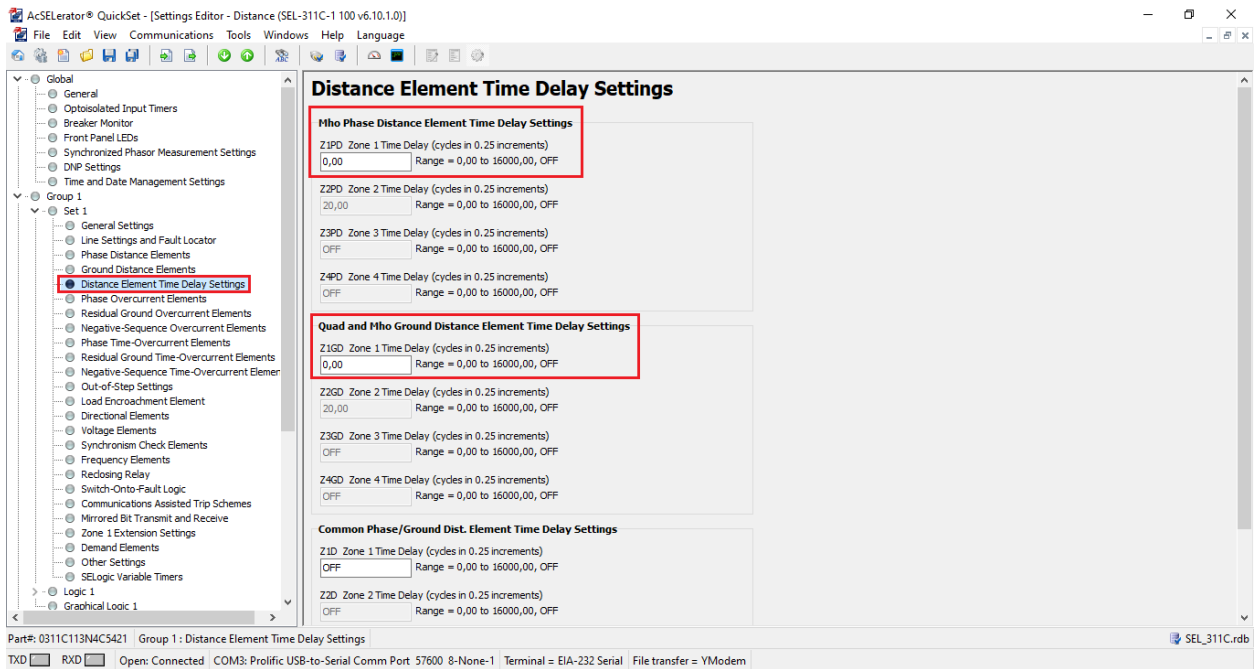 AcSELerator® QuickSet - [Settings Editor - Distance (SEL-311C-1 100 v6.10.1.0)]
File Edit View Communications Tools Windows Help Language
Global
General
Optoisolated Input Timers
Breaker Monitor
Front Panel LEDs
Synchronized Phasor Measurement Settings
DNP Settings
Time and Date Management Settings
Group 1
Set 1
General Settings
Line Settings and Fault Locator
Phase Distance Elements
Ground Distance Elements
Distance Element Time Delay Settings
Phase Overcurrent Elements
Residual Ground Overcurrent Elements
Negative-Sequence Overcurrent Elements
Phase Time-Overcurrent Elements
Residual Ground Time-Overcurrent Elements
Negative-Sequence Time-Overcurrent Elemen
Out-of-Step Settings
Load Encroachment Element
Directional Elements
Voltage Elements
Synchronism Check Elements
Frequency Elements
Reclosing Relay
Switch-Onto-Fault Logic
Communications Assisted Trip Schemes
Mirrored Bit Transmit and Receive
Zone 1 Extension Settings
Demand Elements
Other Settings
SELogic Variable Timers
Logic 1
Graphical Logic 1
Distance Element Time Delay Settings
Mho Phase Distance Element Time Delay Settings
Z1PD Zone 1 Time Delay (cycles in 0.25 increments)
0,00 Range = 0,00 to 16000,00, OFF
Z2PD Zone 2 Time Delay (cycles in 0.25 increments)
20,00 Range = 0,00 to 16000,00, OFF
Z3PD Zone 3 Time Delay (cycles in 0.25 increments)
OFF Range = 0,00 to 16000,00, OFF
Z4PD Zone 4 Time Delay (cycles in 0.25 increments)
OFF Range = 0,00 to 16000,00, OFF
Quad and Mho Ground Distance Element Time Delay Settings
Z1GD Zone 1 Time Delay (cycles in 0.25 increments)
0,00 Range = 0,00 to 16000,00, OFF
Z2GD Zone 2 Time Delay (cycles in 0.25 increments)
20,00 Range = 0,00 to 16000,00, OFF
Z3GD Zone 3 Time Delay (cycles in 0.25 increments)
OFF Range = 0,00 to 16000,00, OFF
Z4GD Zone 4 Time Delay (cycles in 0.25 increments)
OFF Range = 0,00 to 16000,00, OFF
Common Phase/Ground Dist. Element Time Delay Settings
Z1D Zone 1 Time Delay (cycles in 0.25 increments)
OFF Range = 0,00 to 16000,00, OFF
Z2D Zone 2 Time Delay (cycles in 0.25 increments)
OFF Range = 0,00 to 16000,00, OFF
Part#: 0311C113N4C5421 Group 1 : Distance Element Time Delay Settings SEL_311C.rdb
TXD RXD Open: Connected COM3: Prolific USB-to-Serial Comm Port 57600 8-None-1 Terminal = EIA-232 Serial File transfer = YModem